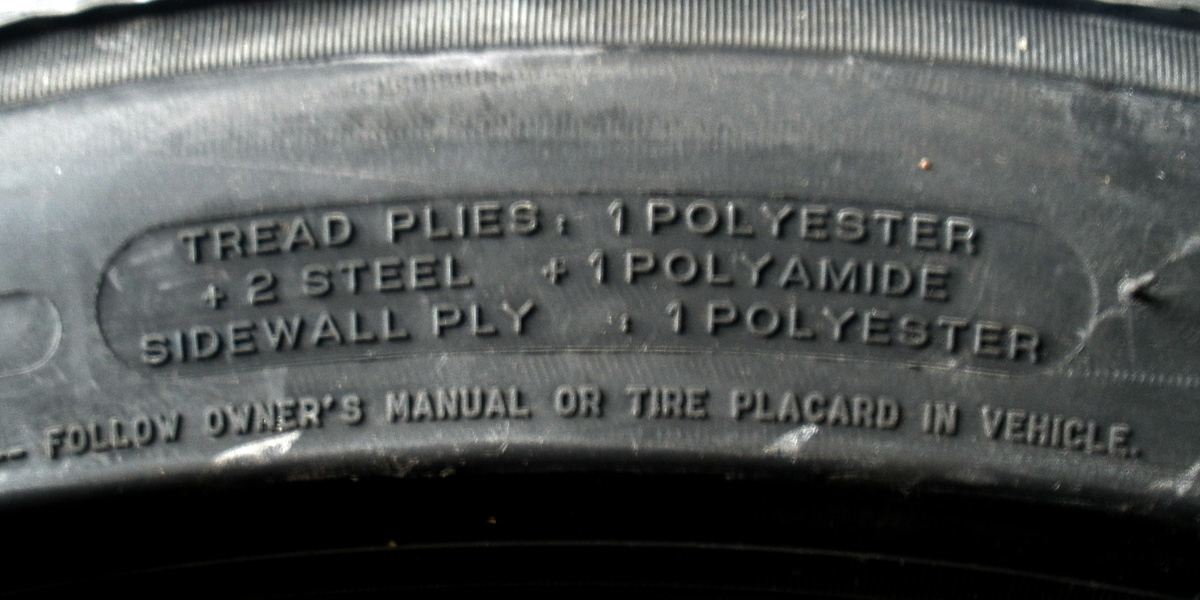 TREAD PLIES: 1 POLYESTER
+ 2 STEEL + 1 POLYAMIDE
SIDEWALL PLY : 1 POLYESTER
-- FOLLOW OWNER'S MANUAL OR TIRE PLACARD IN VEHICLE.